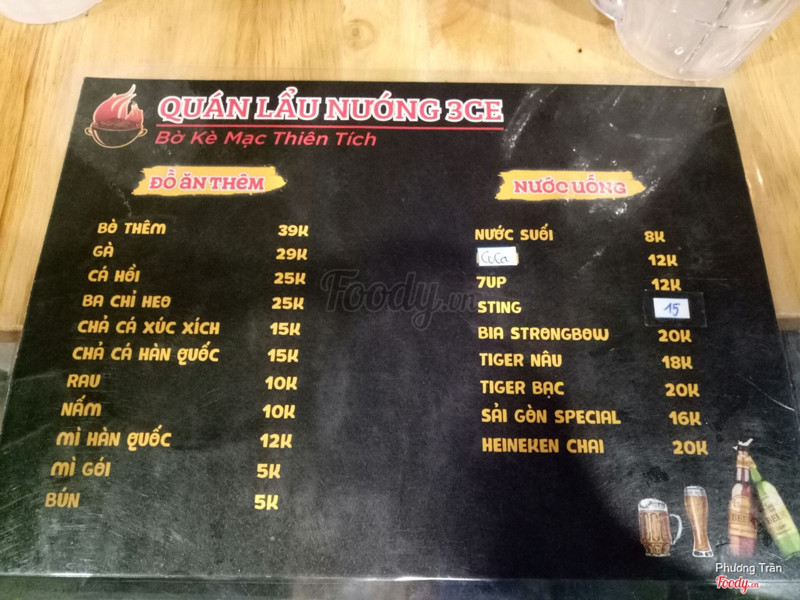 QUÁN LẨU NƯỚNG 3CE
Bờ Kè Mạc Thiên Tích
ĐỒ ĂN THÊM
BÒ THÊM 39K
GÀ 29K
CÁ HỒI 25K
BA CHỈ HEO 25K
CHẢ CÁ XÚC XÍCH 15K
CHẢ CÁ HÀN QUỐC 15K
RAU 10K
NẤM 10K
MÌ HÀN QUỐC 12K
MÌ GÓI 5K
BÚN 5K
NƯỚC UỐNG
NƯỚC SUỐI 8K
CoCa 12K
7UP 12K
STING 15
BIA STRONGBOW 20K
TIGER NÂU 18K
TIGER BẠC 20K
SÀI GÒN SPECIAL 16K
HEINEKEN CHAI 20K
Foody.vn
Phương Trần
Foody.vn